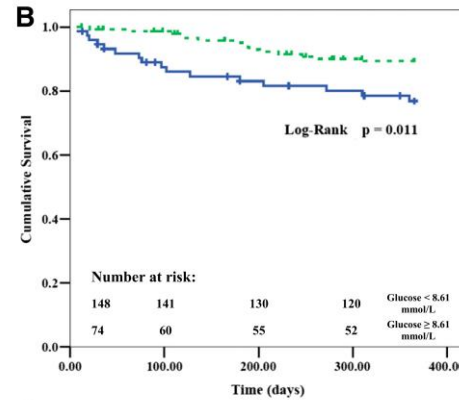 B
1.0
0.8
0.6
0.4
0.2
0.0
Cumulative Survival
Log-Rank p = 0.011
Number at risk:
148 141 130 120 Glucose < 8.61
mmol/L
74 60 55 52 Glucose ≥ 8.61
mmol/L
0.00 100.00 200.00 300.00 400.0
Time (days)